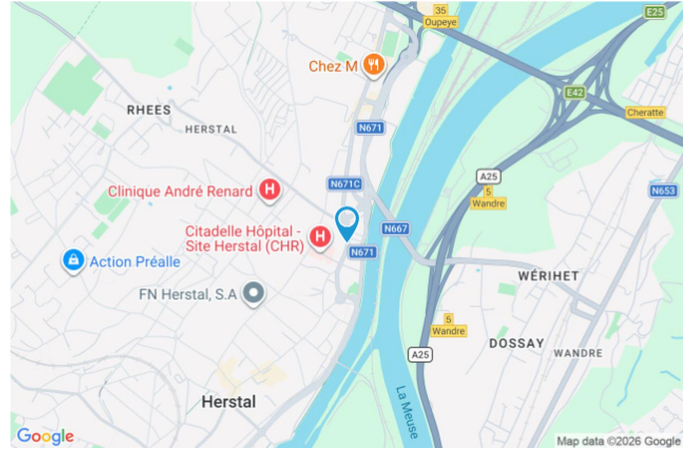 35
Oupeye
E25
Chez M
E42
RHEES
Cheratte
HERSTAL
N671
A25
N671C
5
Wandre
N653
Clinique André Renard
Citadelle Hôpital -
Site Herstal (CHR)
N667
N671
Action Préalle
WÉRIHET
FN Herstal, S.A
5
Wandre
DOSSAY
WANDRE
A25
Herstal
La Meuse
Google
Map data ©2026 Google